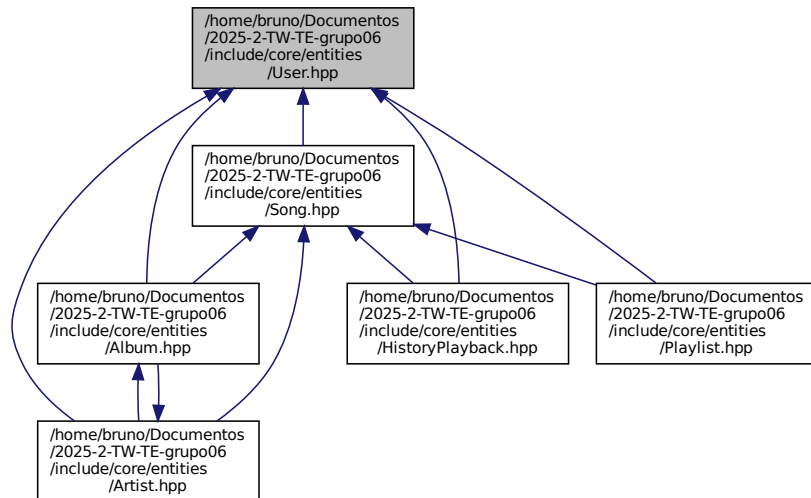 /home/bruno/Documentos
/2025-2-TW-TE-grupo06
/include/core/entities
/User.hpp
/home/bruno/Documentos
/2025-2-TW-TE-grupo06
/include/core/entities
/Song.hpp
/home/bruno/Documentos
/2025-2-TW-TE-grupo06
/include/core/entities
/Album.hpp
/home/bruno/Documentos
/2025-2-TW-TE-grupo06
/include/core/entities
/HistoryPlayback.hpp
/home/bruno/Documentos
/2025-2-TW-TE-grupo06
/include/core/entities
/Playlist.hpp
/home/bruno/Documentos
/2025-2-TW-TE-grupo06
/include/core/entities
/Artist.hpp